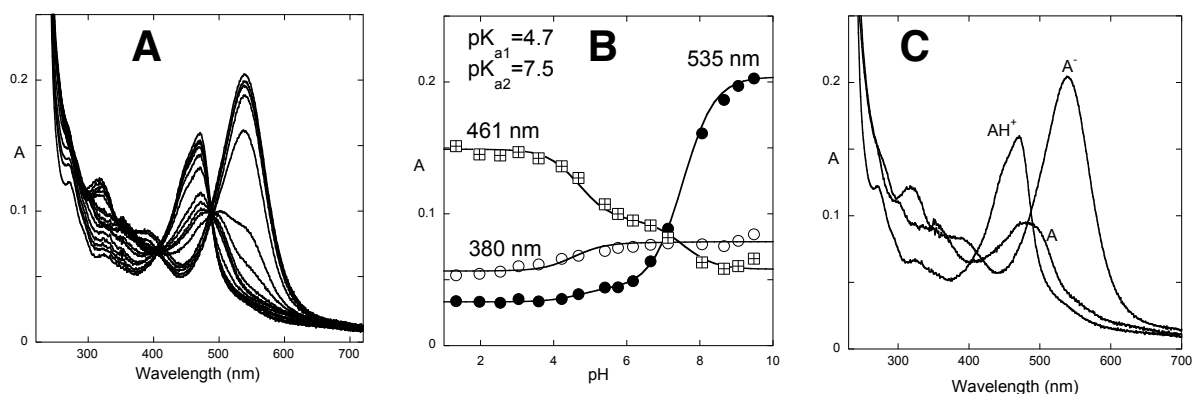 A
0.2
A
0.1
0
300
400
500
600
700
Wavelength (nm)
B
pKa1=4.7
pKa2=7.5
535 nm
0.2
461 nm
A
0.1
380 nm
0
2
4
6
8
10
pH
C
A-
0.2
AH+
A
0.1
A
0
300
400
500
600
700
Wavelength (nm)